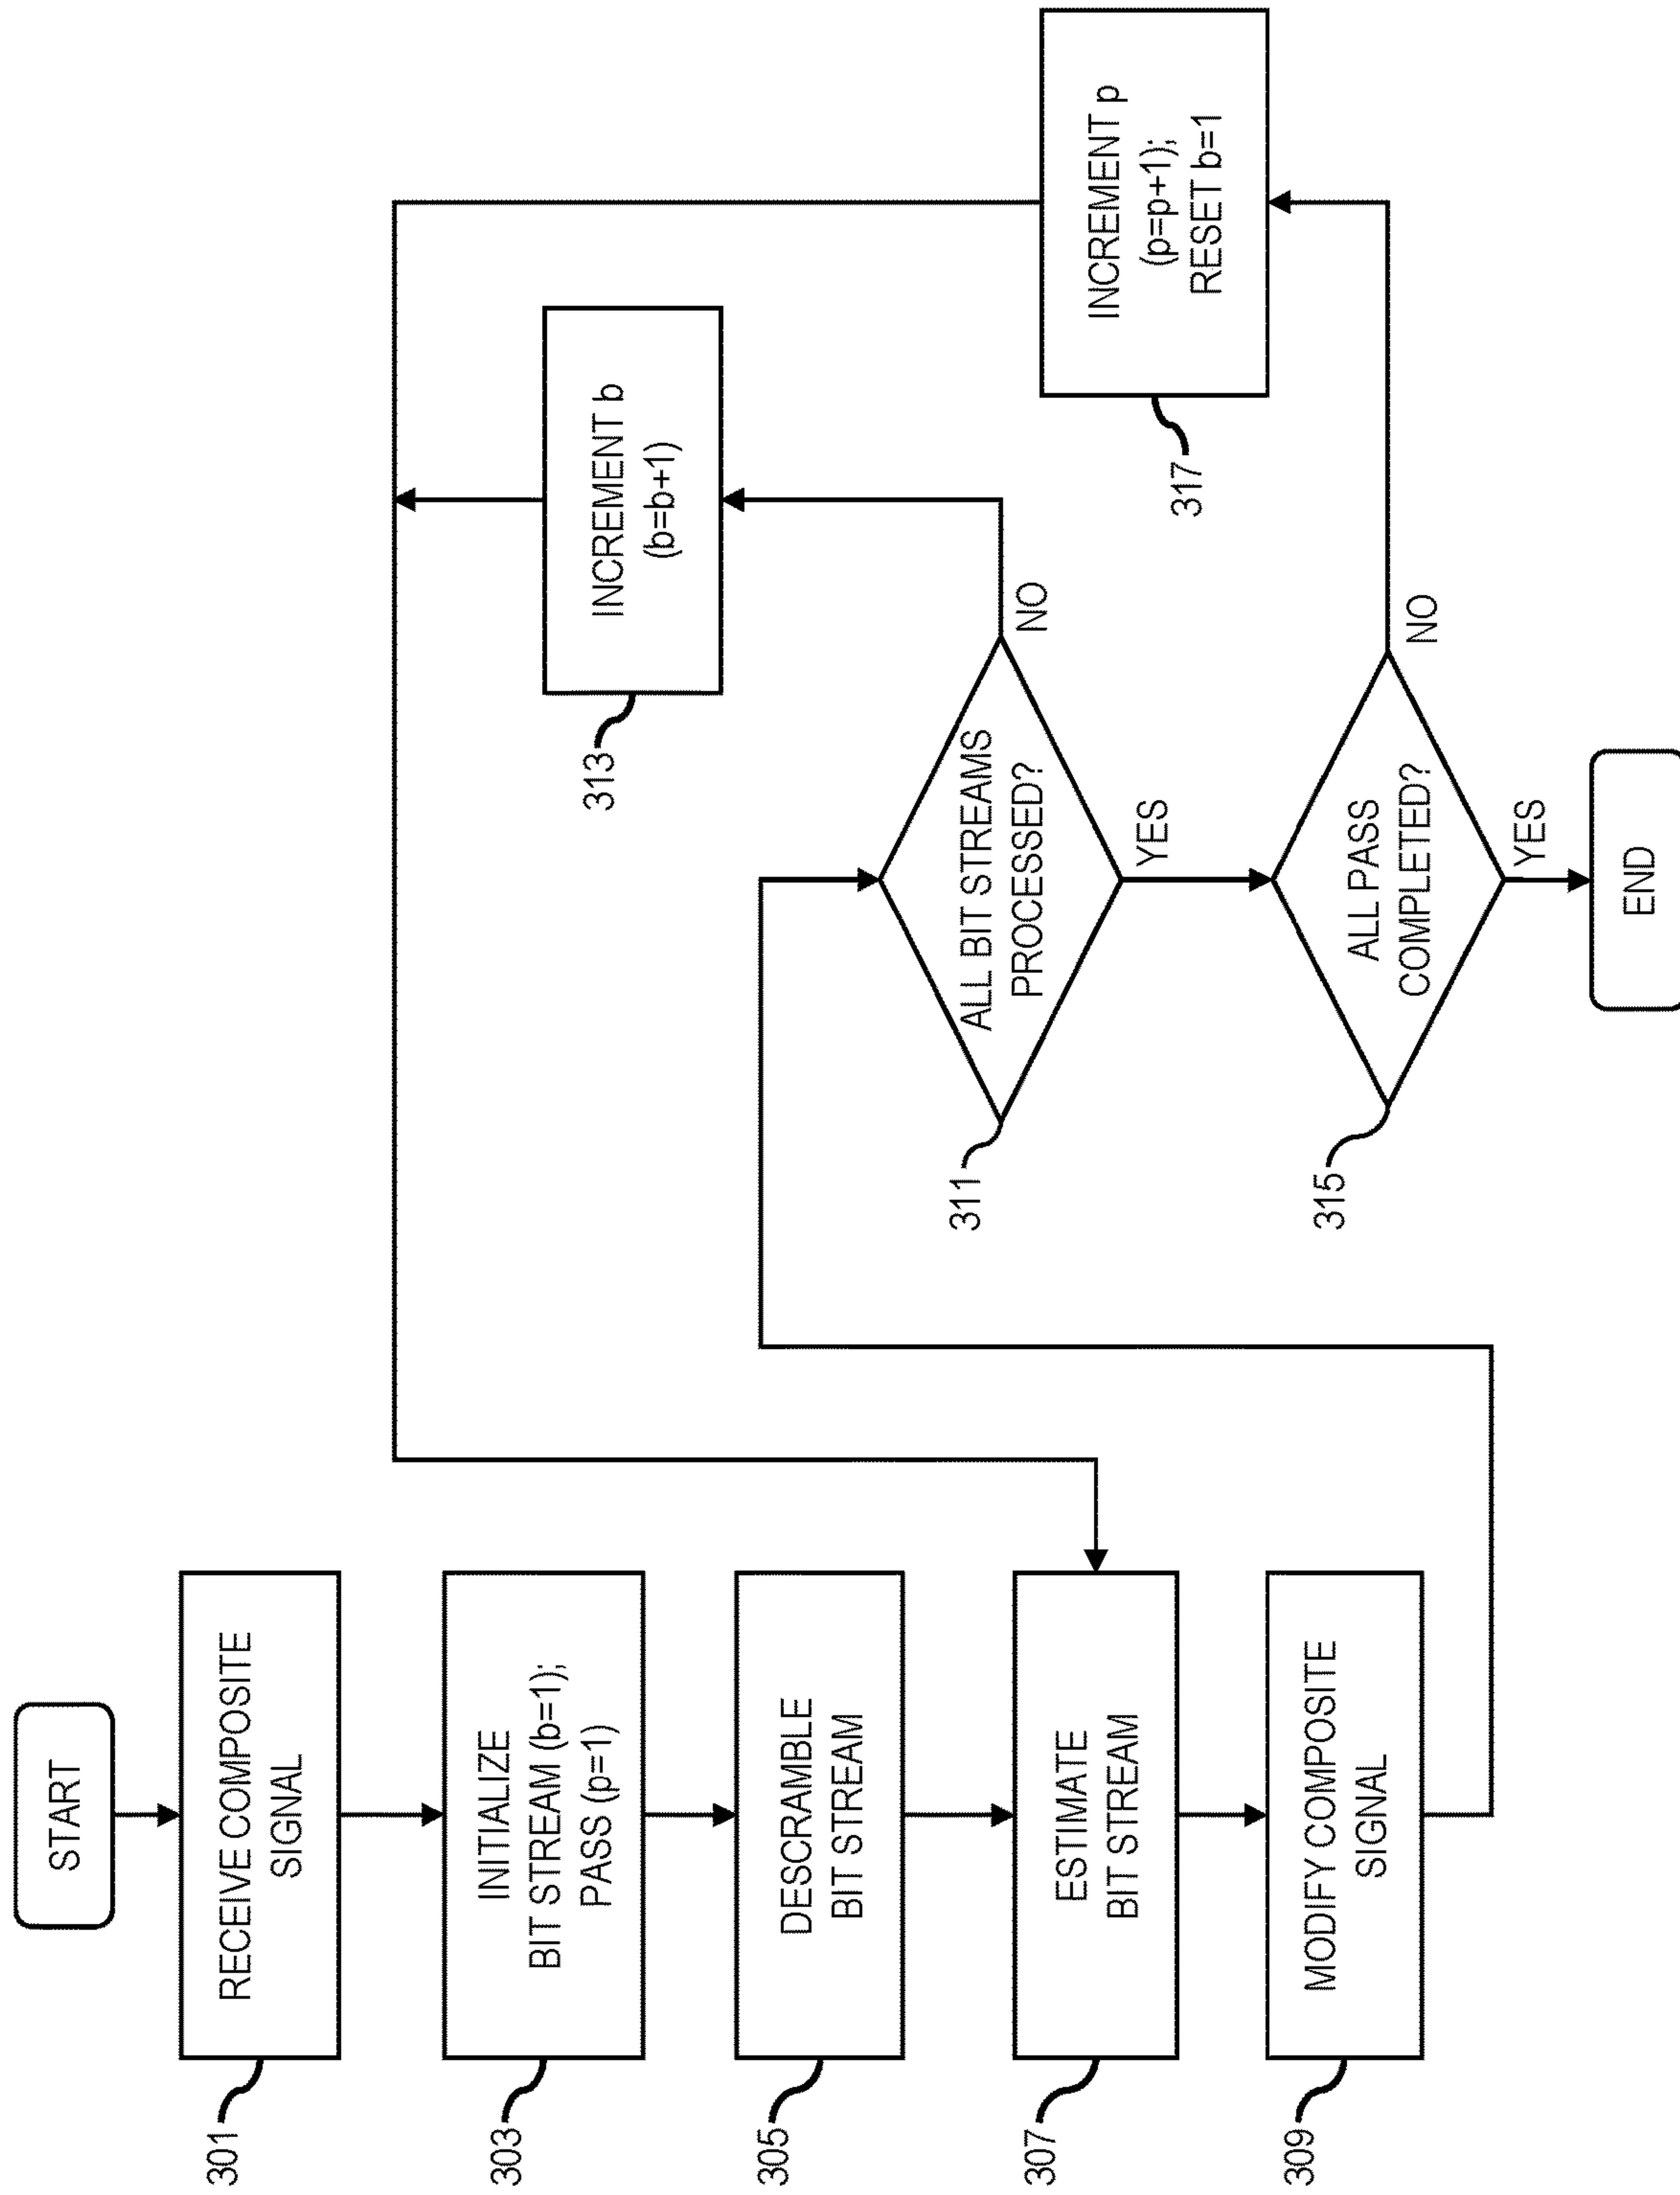 START
RECEIVE COMPOSITE
SIGNAL
301
INITIALIZE
BIT STREAM (b=1);
PASS (p=1)
303
DESCRAMBLE
BIT STREAM
305
ESTIMATE
BIT STREAM
307
MODIFY COMPOSITE
SIGNAL
309
ALL BIT STREAMS
PROCESSED?
311
NO
YES
INCREMENT b
(b=b+1)
313
ALL PASS
COMPLETED?
315
NO
YES
INCREMENT p
(p=p+1);
RESET b=1
317
END